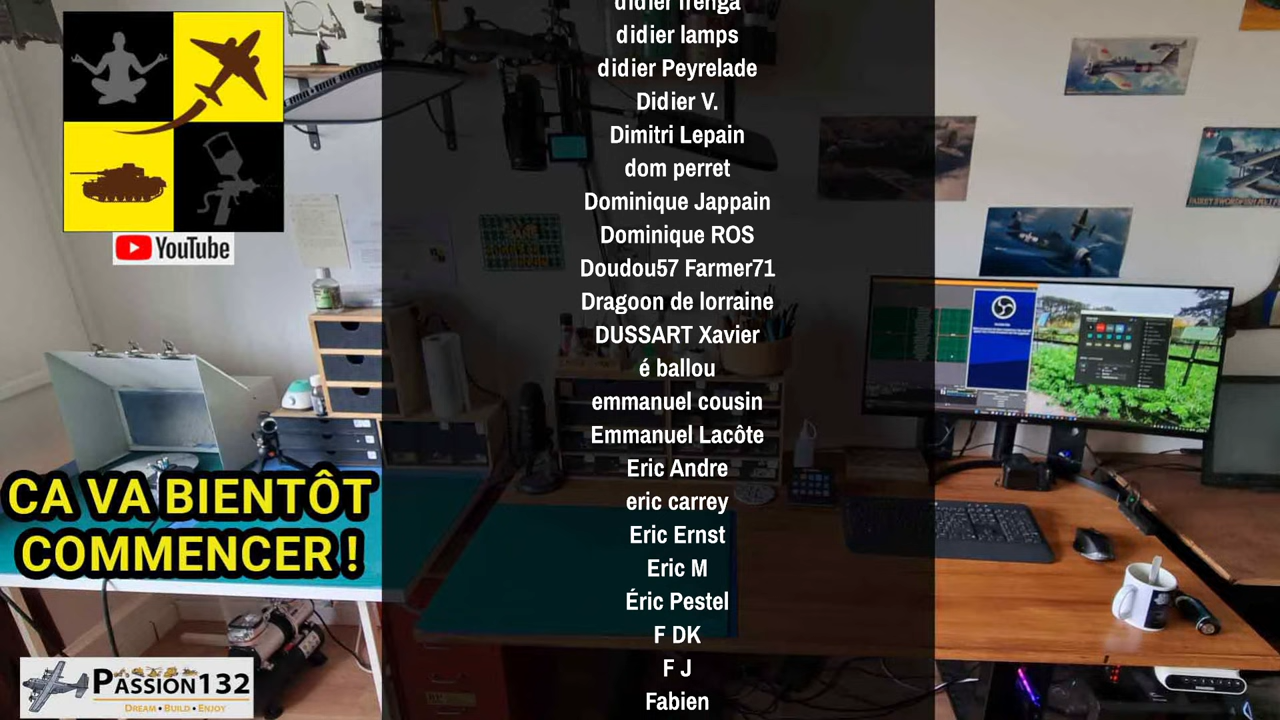 YouTube
CA VA BIENTÔT
COMMENCER !
PASSION132
DREAM • BUILD • ENJOY
didier frenga
didier lamps
didier Peyrelade
Didier V.
Dimitri Lepain
dom perret
Dominique Jappain
Dominique ROS
Doudou57 Farmer71
Dragoon de lorraine
DUSSART Xavier
é ballou
emmanuel cousin
Emmanuel Lacôte
Eric Andre
eric carrey
Eric Ernst
Eric M
Éric Pestel
F DK
F J
Fabien